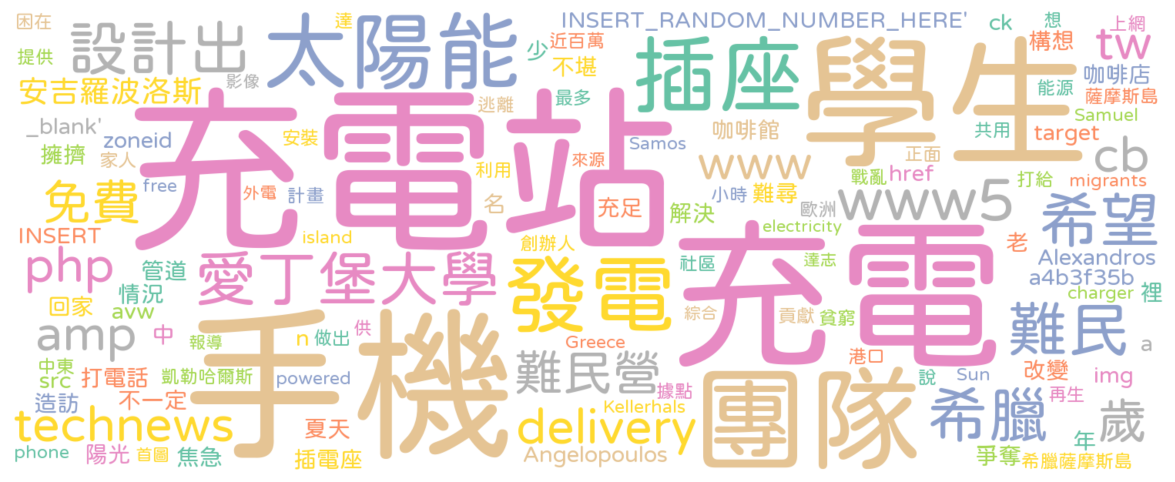 困在 達 INSERT_RANDOM_NUMBER_HERE' ck 想 上網
提供 設計出 太陽能 少 近百萬 插座 學生 構想 tw
安吉羅波洛斯 影像 不堪 咖啡店
能源 薩摩斯島
_blank' zoneid 充電站 逃離 最多 咖啡館 Samuel
擁擠 家人 安裝 Samos 共用 target
利用 來源 www 正面 cb
免費 free 外電 計畫 名 充足 小時 難尋 戰亂 href 打給 migrants
解決 歐洲 www5 希望
INSERT island 創辦人 electricity 老
php 管道 愛丁堡大學 發電 社區 充電 達志 Alexandros
情況 a4b3f35b
回家 avw 綜合 貢獻 貧窮 charger 裡
amp 中 報導 手機 n 做出 供 Greece 難民
港口 a
中東 難民營
src 打電話 凱勒哈爾斯 powered 據點 團隊 說 Sun 改變 img
造訪 不一定 Kellerhals 希臘 再生 歲
technews 夏天 delivery 年
phone 陽光 首圖 焦急 插電座 Angelopoulos 爭奪 希臘薩摩斯島